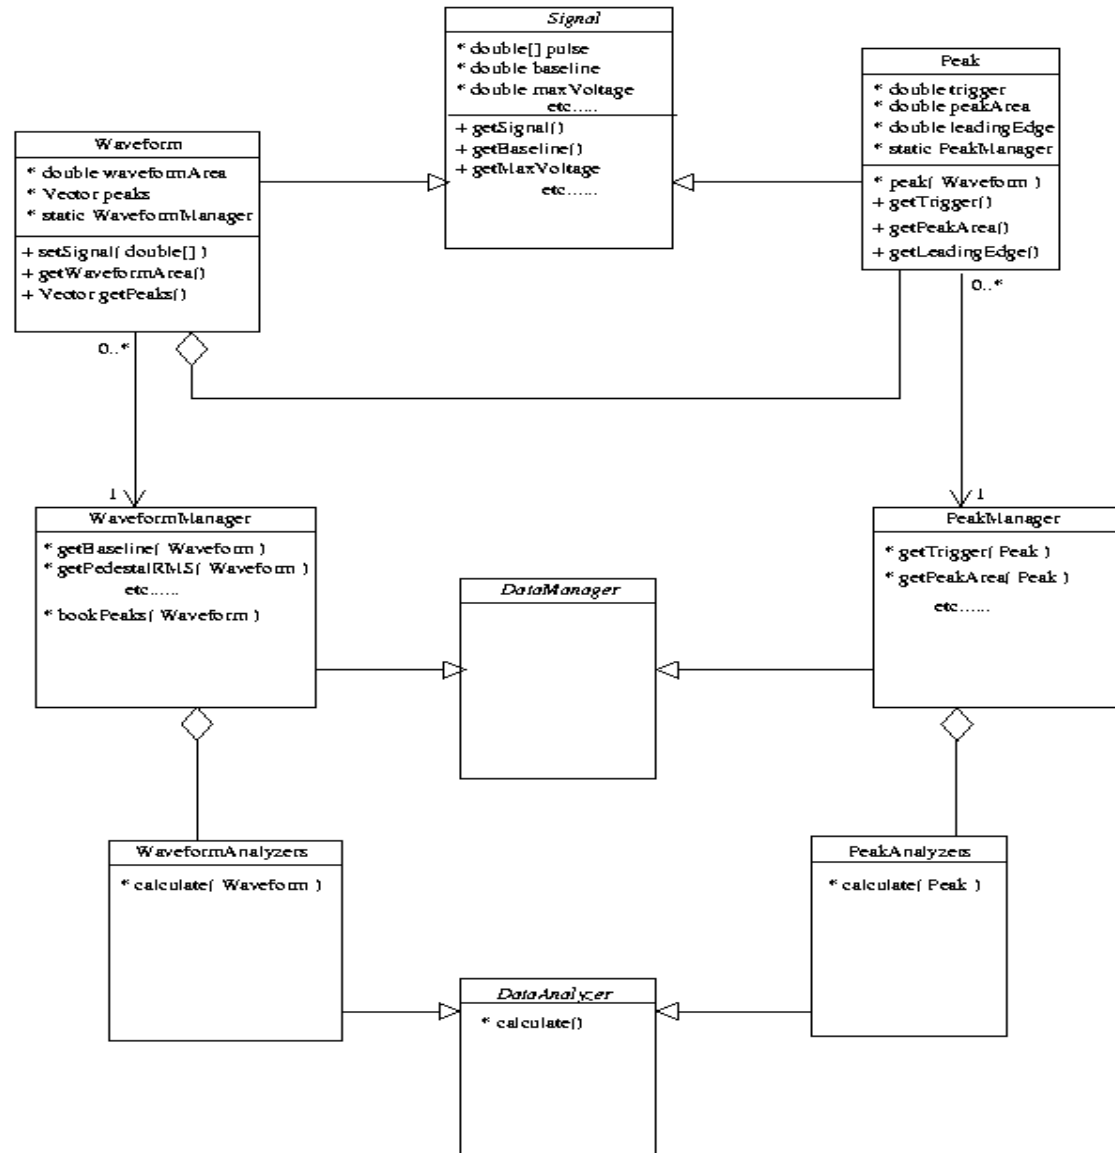 Signal
* double[] pulse
* double baseline
* double maxVoltage
etc.....
+ getSignal()
+ getBaseline()
+ getMaxVoltage
etc......
Peak
* double trigger
* double peakArea
* double leadingEdge
* static PeakManager
* peak( Waveform )
+ getTrigger()
+ getPeakArea()
+ getLeadingEdge()
Waveform
* double waveformArea
* Vector peaks
* static WaveformManager
+ setSignal( double[] )
+ getWaveformArea()
+ Vector getPeaks()
0..*
0..*
1
1
WaveformManager
* getBaseline( Waveform )
* getPedestalRMS( Waveform )
etc......
* bookPeaks( Waveform )
DataManager
PeakManager
* getTrigger( Peak )
* getPeakArea( Peak )
etc......
WaveformAnalyzers
* calculate( Waveform )
PeakAnalyzers
* calculate( Peak )
DataAnalyzer
* calculate()